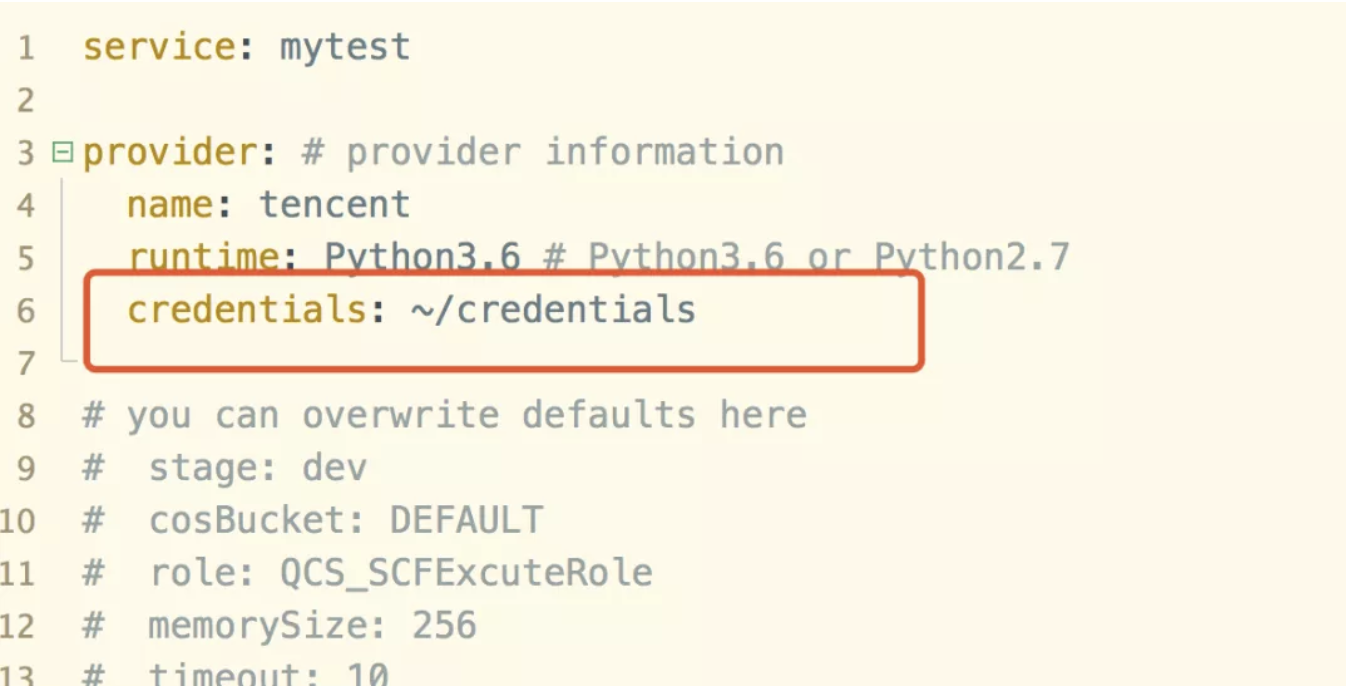 1 service: mytest
2
3 provider: # provider information
4 name: tencent
5 runtime: Python3.6 # Python3.6 or Python2.7
6 credentials: ~/credentials
7
8 # you can overwrite defaults here
9 # stage: dev
10 # cosBucket: DEFAULT
11 # role: QCS_SCFExcuteRole
12 # memorySize: 256
13 # timeout: 10